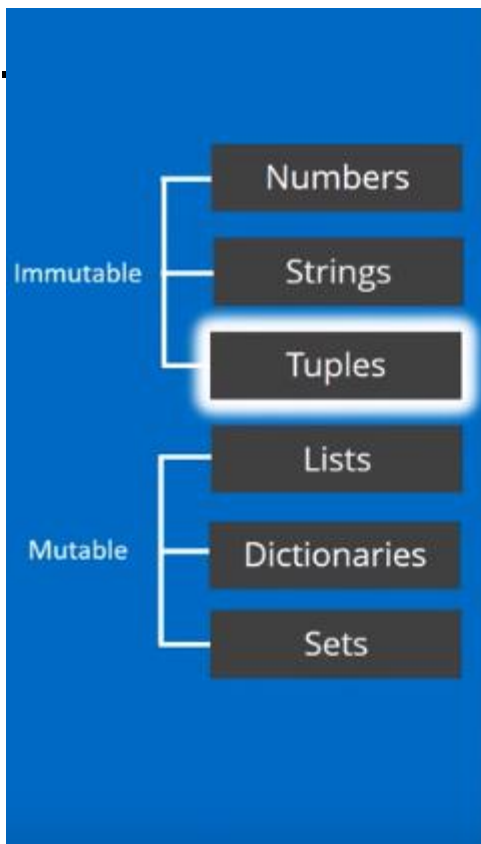 Numbers
Immutable
Strings
Tuples
Lists
Mutable
Dictionaries
Sets